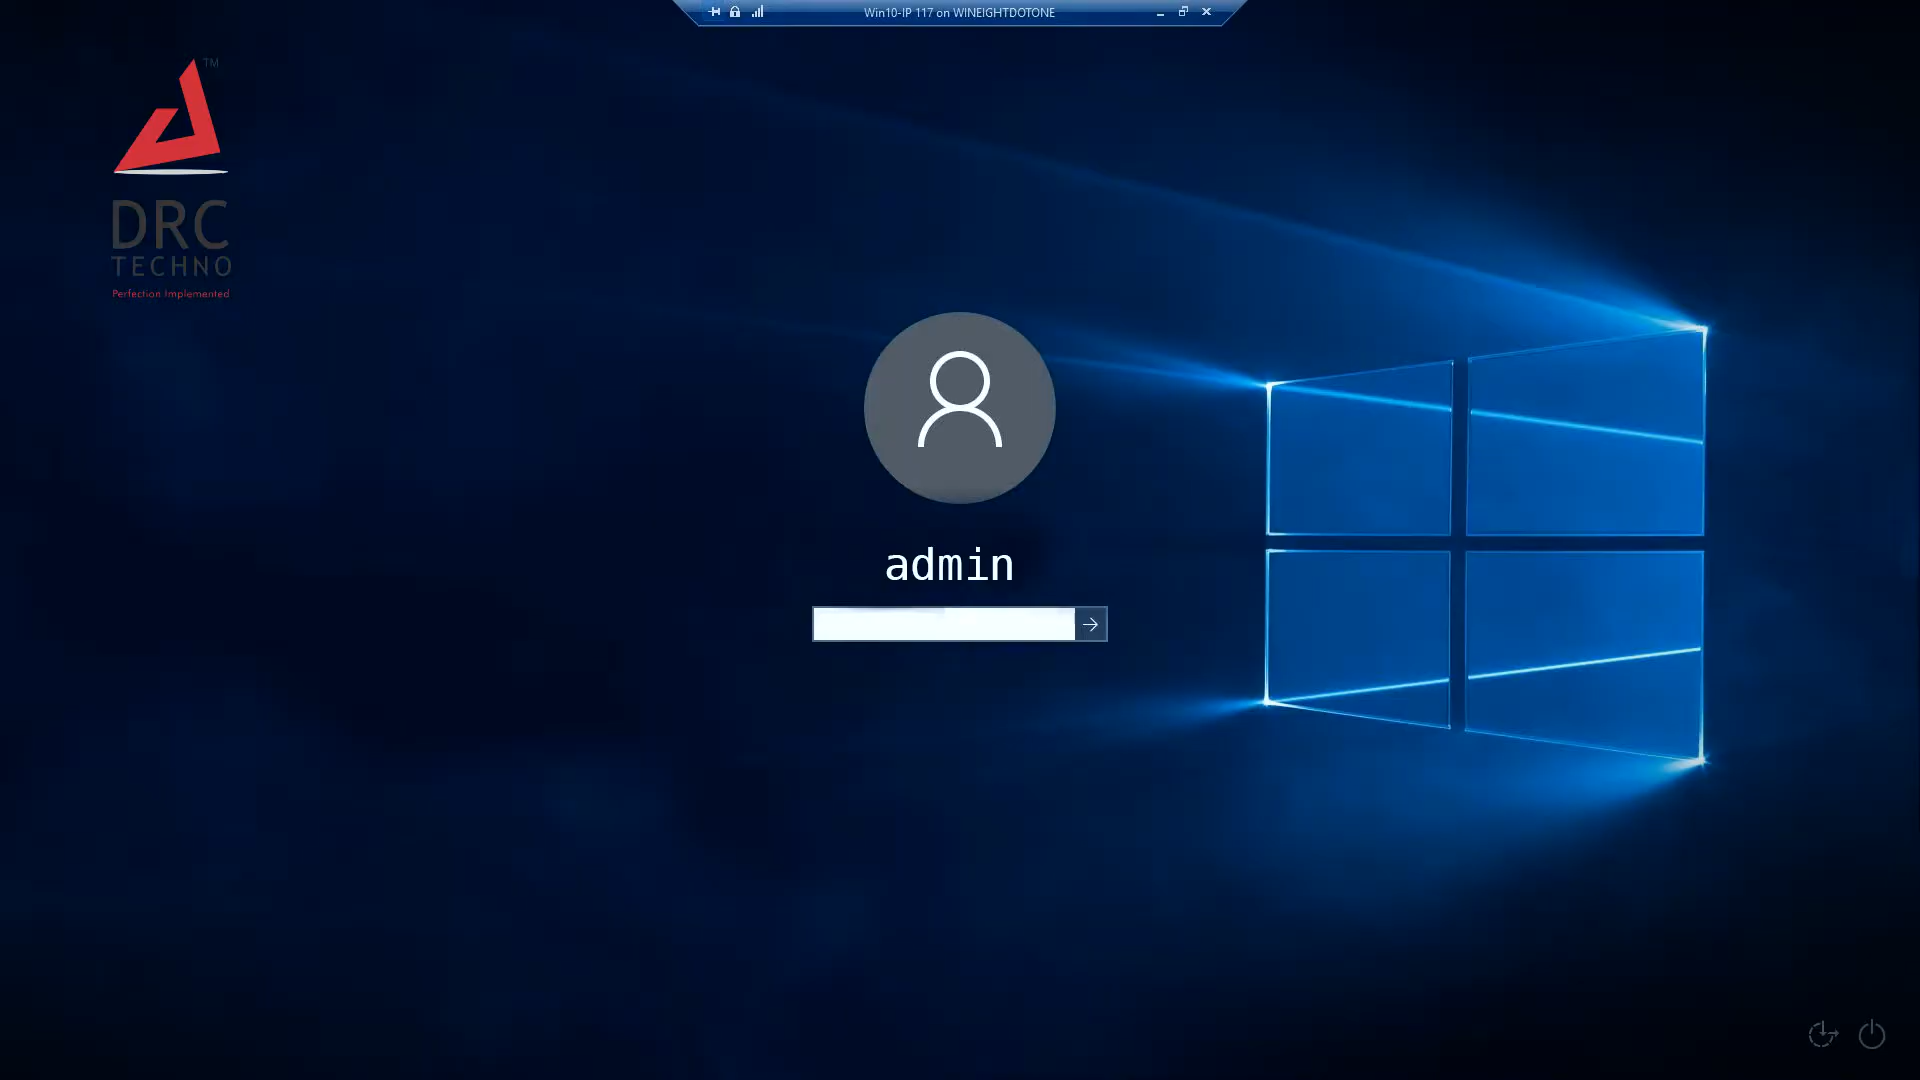 Win10-IP 117 on WINEIGHTDOTONE
TM
DRC
TECHNO
Perfection Implemented
admin